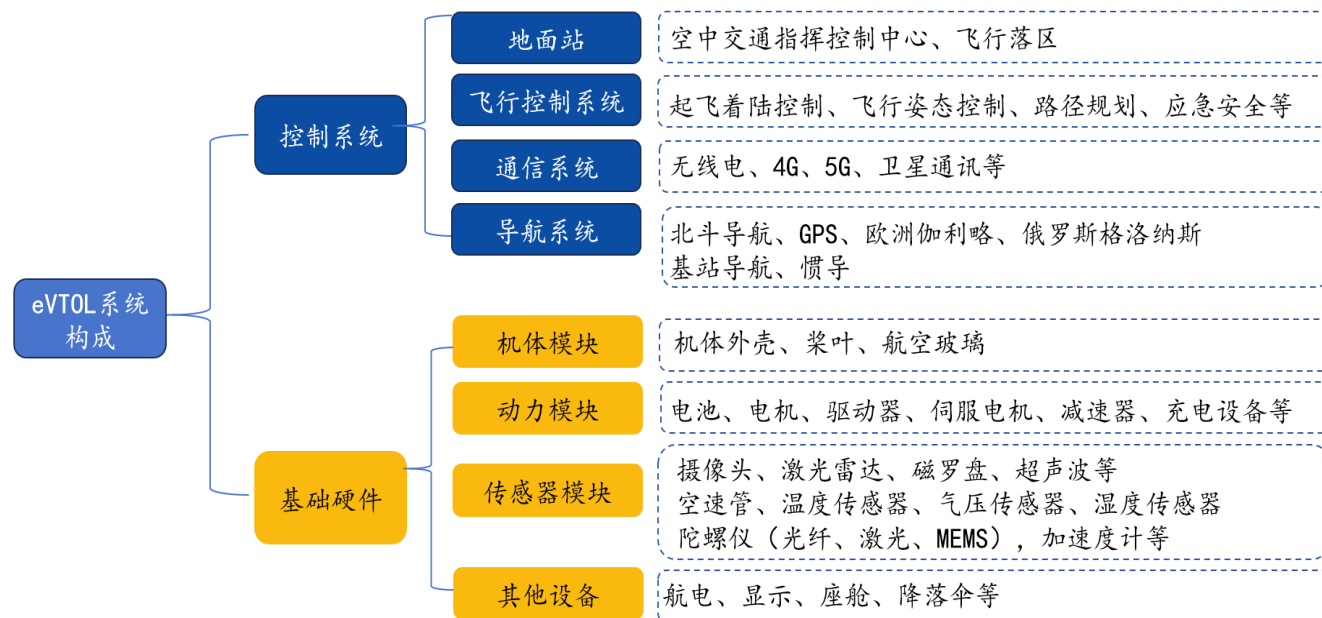 地面站
空中交通指挥控制中心、飞行落区
飞行控制系统
起飞着陆控制、飞行姿态控制、路径规划、应急安全等
控制系统
通信系统
无线电、4G、5G、卫星通讯等
导航系统
北斗导航、GPS、欧洲伽利略、俄罗斯格洛纳斯
基站导航、惯导
eVTOL系统
构成
机体模块
机体外壳、桨叶、航空玻璃
动力模块
电池、电机、驱动器、伺服电机、减速器、充电设备等
基础硬件
传感器模块
摄像头、激光雷达、磁罗盘、超声波等
空速管、温度传感器、气压传感器、湿度传感器
陀螺仪（光纤、激光、MEMS）,加速度计等
其他设备
航电、显示、座舱、降落伞等